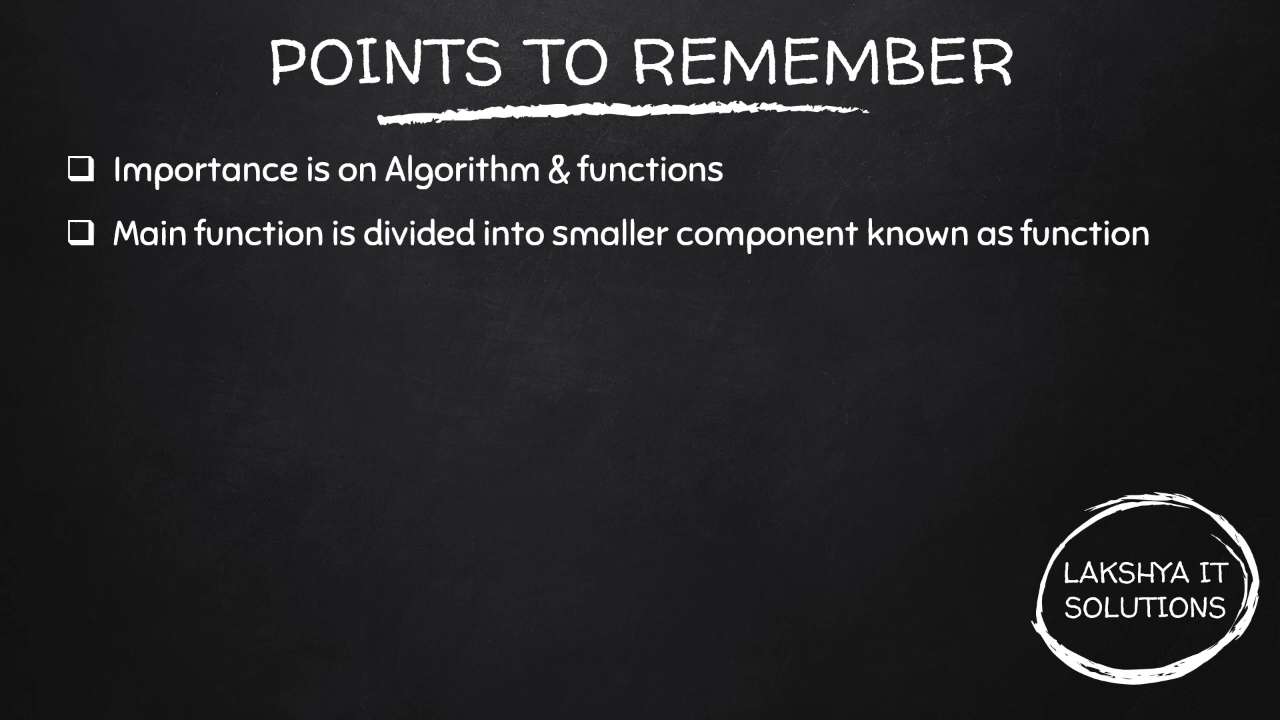 POINTS TO REMEMBER
❑ Importance is on Algorithm & functions
❑ Main function is divided into smaller component known as function
LAKSHYA IT
SOLUTIONS